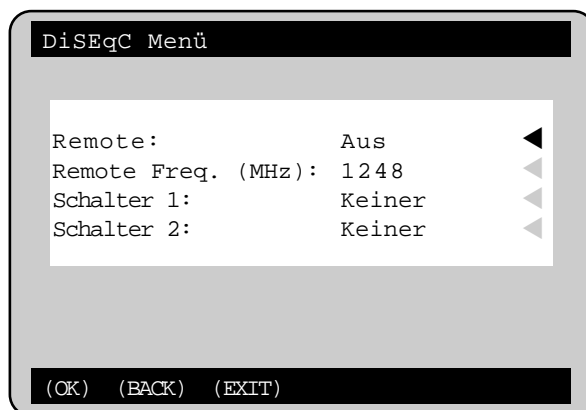 DiSEqC Menü
Remote: Aus
Remote Freq. (MHz): 1248
Schalter 1: Keiner
Schalter 2: Keiner
(OK) (BACK) (EXIT)